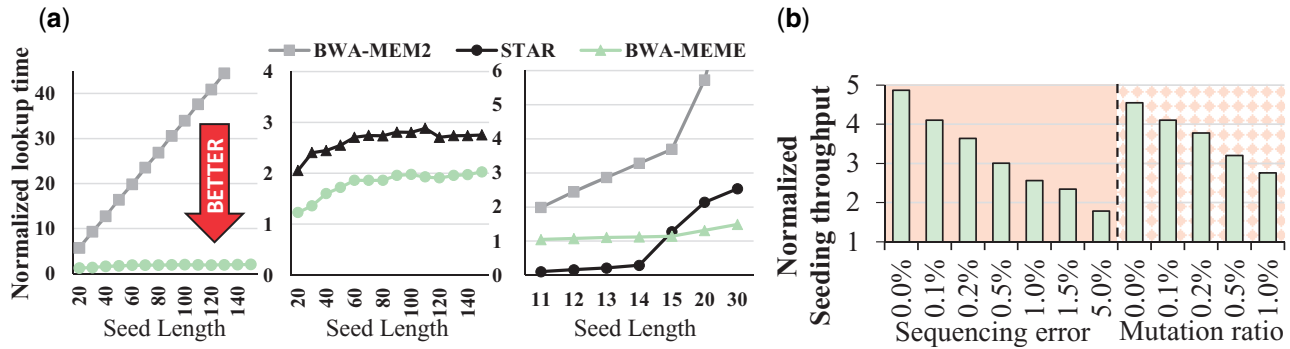 (a)
(b)
BWA-MEM2 STAR BWA-MEME
Normalized lookup time
40
30
20
10
0
BETTER
20 40 60 80 100 120 140
Seed Length
4
3
2
1
0
20 40 60 80 100 120 140
Seed Length
6
5
4
3
2
1
0
11 12 13 14 15 20 30
Seed Length
Normalized
Seeding throughput
5
4
3
2
1
0.0% 0.1% 0.2% 0.5% 1.0% 1.5% 5.0% 0.0% 0.1% 0.2% 0.5% 1.0%
Sequencing error Mutation ratio